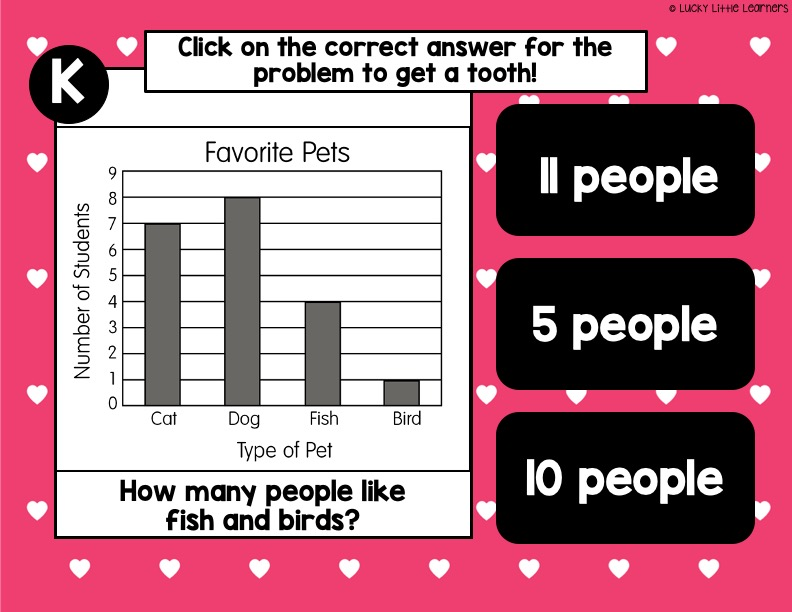 © Lucky Little Learners
Click on the correct answer for the
problem to get a tooth!
K
Favorite Pets
Number of Students
9
8
7
6
5
4
3
2
1
0
Cat Dog Fish Bird
Type of Pet
How many people like
fish and birds?
11 people
5 people
10 people